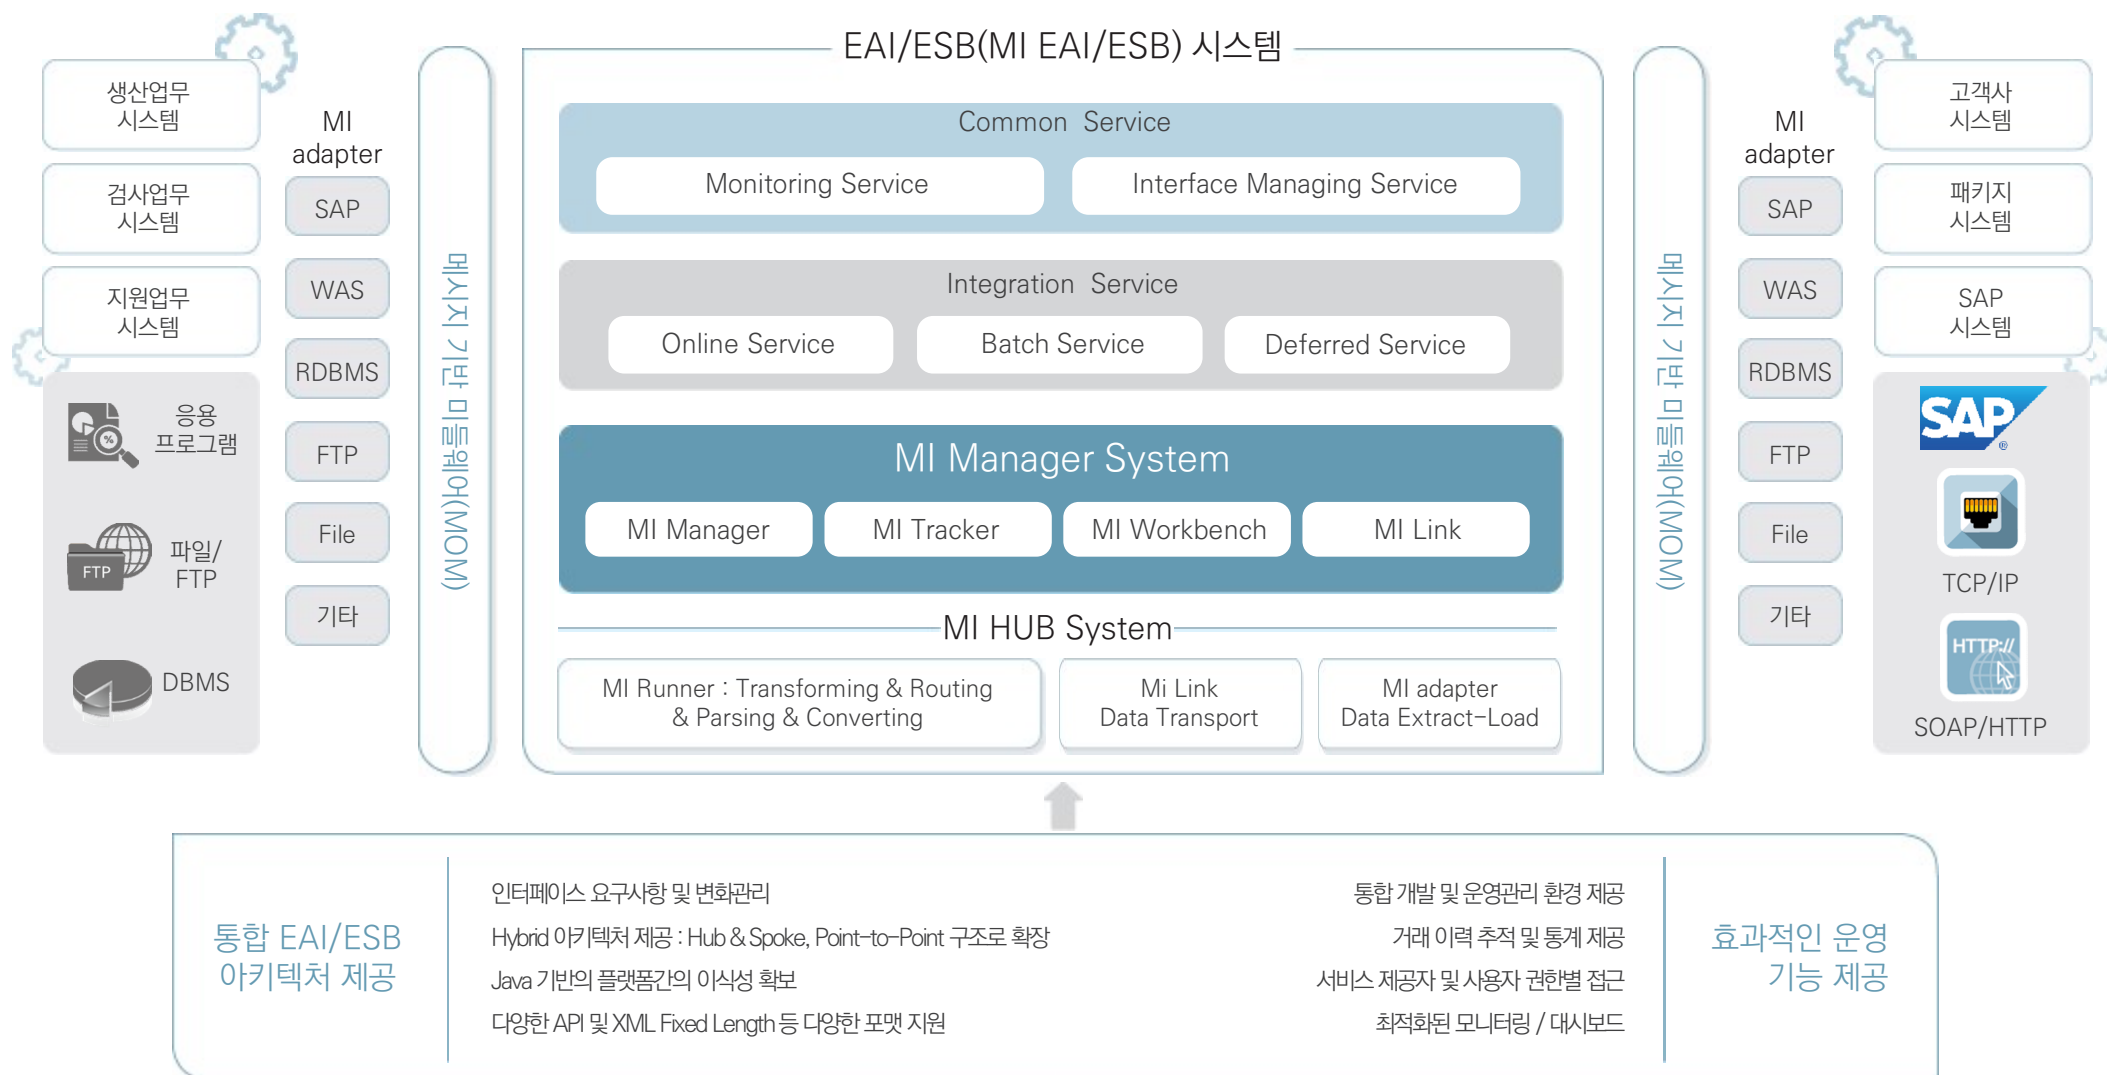 EAI/ESB(MI EAI/ESB) 시스템
생산업무
시스템
검사업무
시스템
지원업무
시스템
응용
프로그램
FTP
파일/
FTP
DBMS
MI
adapter
SAP
WAS
RDBMS
FTP
File
기타
메시지 기반 미들웨어(MOM)
Common Service
Monitoring Service
Interface Managing Service
Integration Service
Online Service
Batch Service
Deferred Service
MI Manager System
MI Manager
MI Tracker
MI Workbench
MI Link
MI HUB System
MI Runner : Transforming & Routing
& Parsing & Converting
Mi Link
Data Transport
MI adapter
Data Extract-Load
메시지 기반 미들웨어(MOM)
MI
adapter
SAP
WAS
RDBMS
FTP
File
기타
고객사
시스템
패키지
시스템
SAP
시스템
SAP®
TCP/IP
HTTP://
SOAP/HTTP
통합 EAI/ESB
아키텍처 제공
인터페이스 요구사항 및 변화관리
Hybrid 아키텍처 제공 : Hub & Spoke, Point-to-Point 구조로 확장
Java 기반의 플랫폼간의 이식성 확보
다양한 API 및 XML Fixed Length 등 다양한 포맷 지원
통합 개발 및 운영관리 환경 제공
거래 이력 추적 및 통계 제공
서비스 제공자 및 사용자 권한별 접근
최적화된 모니터링 / 대시보드
효과적인 운영
기능 제공